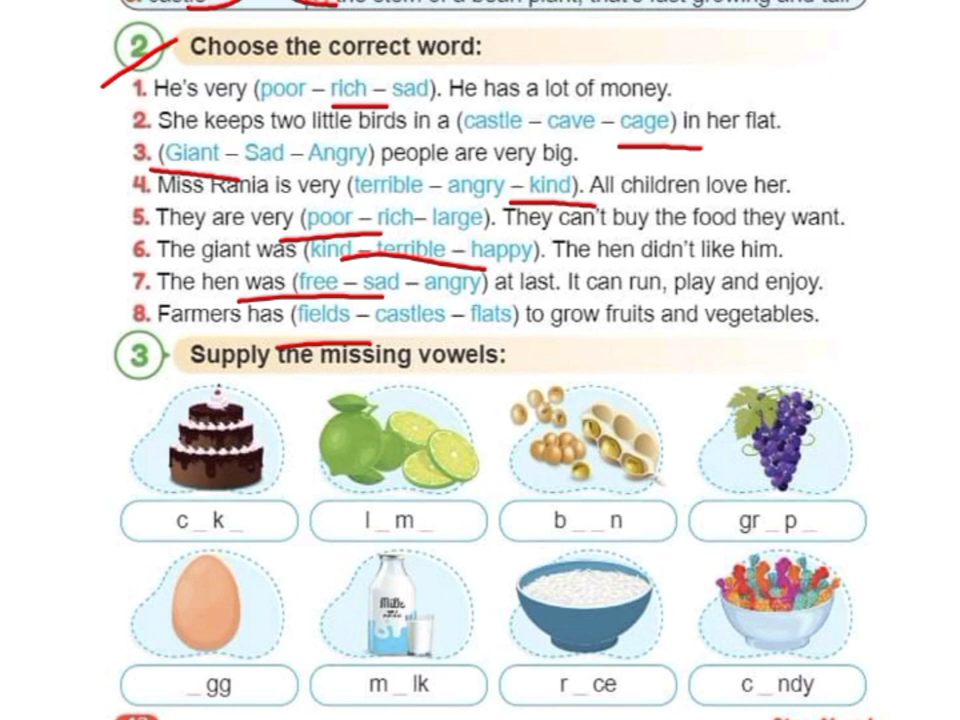 2 Choose the correct word:
1. He's very (poor – rich – sad). He has a lot of money.
2. She keeps two little birds in a (castle – cave – cage) in her flat.
3. (Giant – Sad – Angry) people are very big.
4. Miss Rania is very (terrible – angry – kind). All children love her.
5. They are very (poor – rich– large). They can't buy the food they want.
6. The giant was (kind – terrible – happy). The hen didn't like him.
7. The hen was (free – sad – angry) at last. It can run, play and enjoy.
8. Farmers has (fields – castles – flats) to grow fruits and vegetables.
3 Supply the missing vowels:
c _ k _
l _ m _
b _ _ n
gr _ p _
Milk
_ gg
m _ lk
r _ ce
c _ ndy